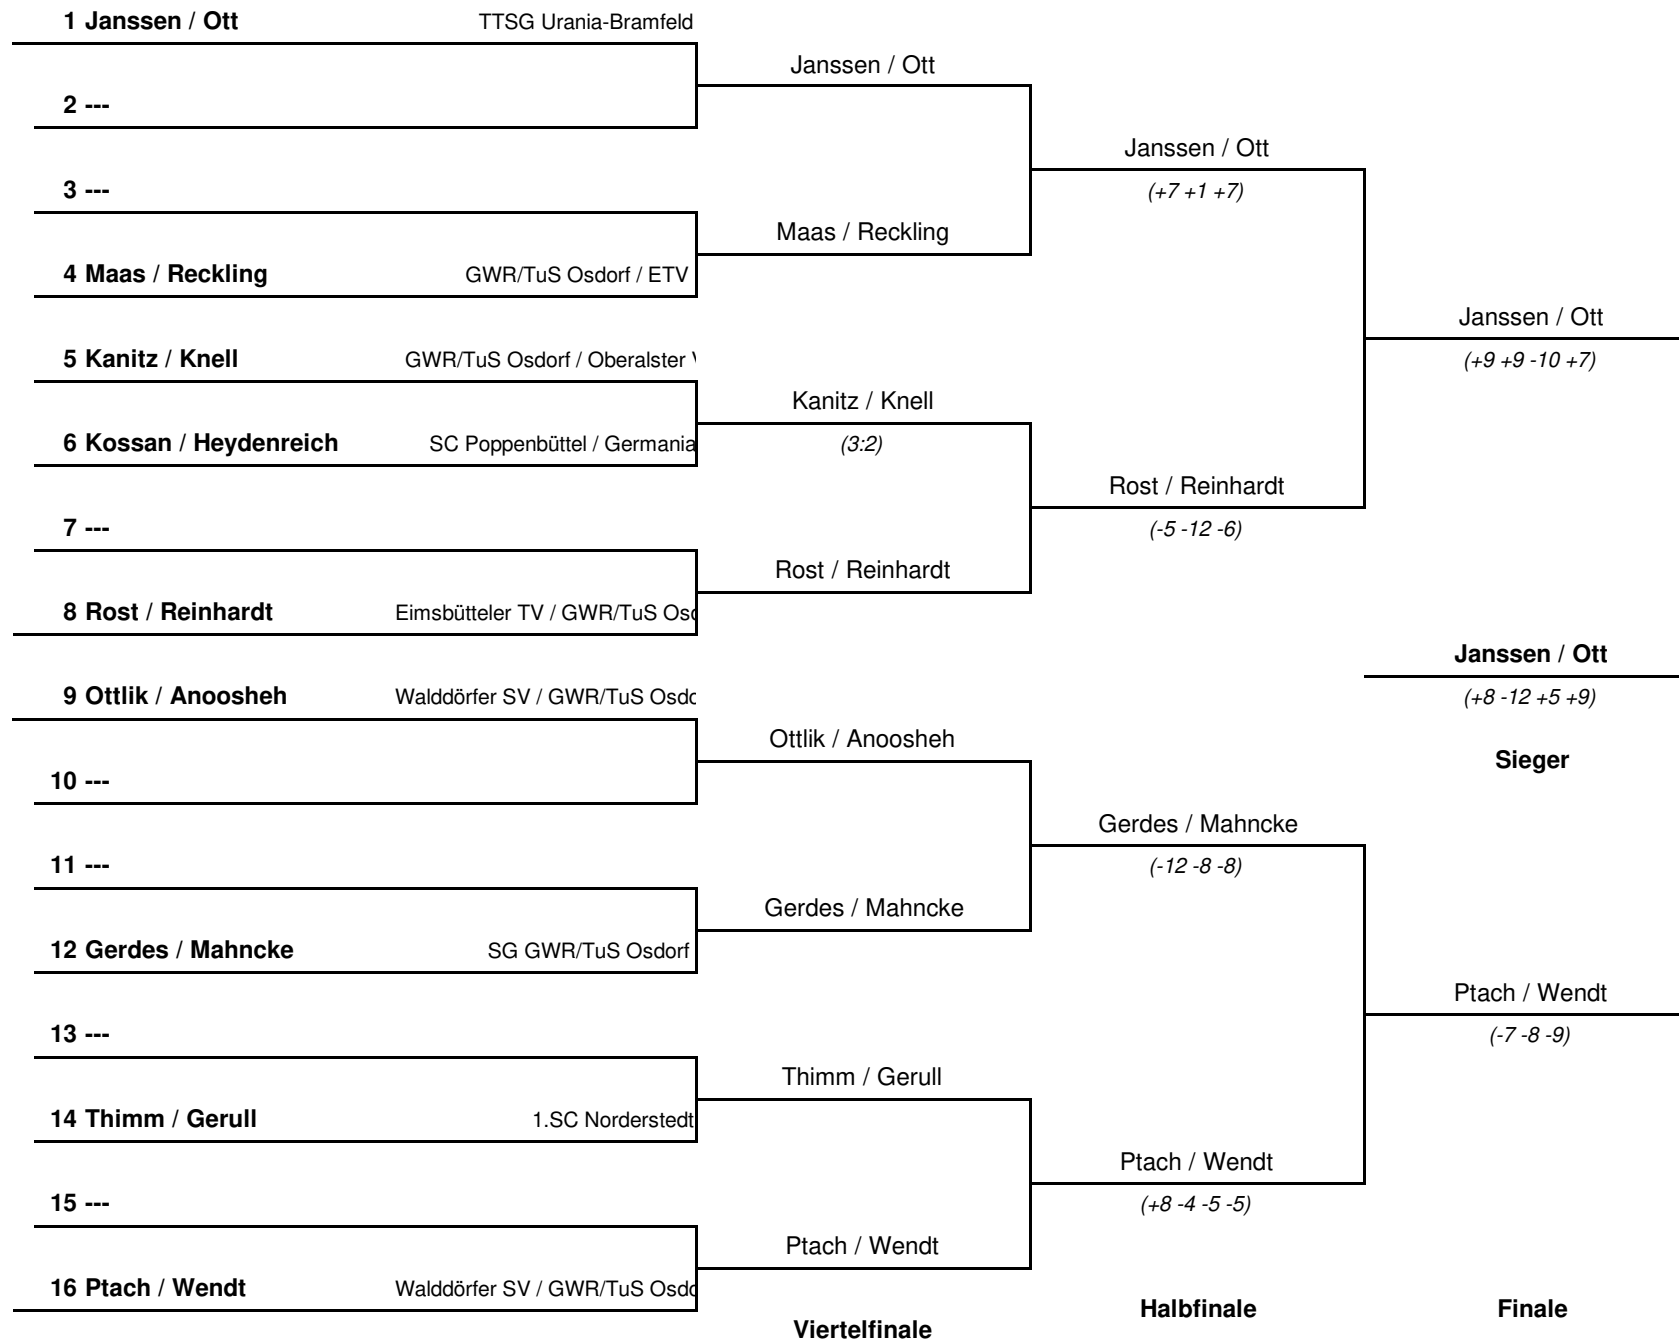 1 Janssen / Ott TTSG Urania-Bramfeld
Janssen / Ott
2 ---
Janssen / Ott
3 ---
(+7 +1 +7)
Maas / Reckling
4 Maas / Reckling GWR/TuS Osdorf / ETV
Janssen / Ott
5 Kanitz / Knell GWR/TuS Osdorf / Oberalster
(+9 +9 -10 +7)
Kanitz / Knell
6 Kossan / Heydenreich SC Poppenbüttel / Germania
(3:2)
Rost / Reinhardt
7 ---
(-5 -12 -6)
Rost / Reinhardt
8 Rost / Reinhardt Eimsbütteler TV / GWR/TuS
Janssen / Ott
9 Ottlik / Anoosheh Walddörfer SV / GWR/TuS
(+8 -12 +5 +9)
Ottlik / Anoosheh
Sieger
10 ---
Gerdes / Mahncke
11 ---
(-12 -8 -8)
Gerdes / Mahncke
12 Gerdes / Mahncke SG GWR/TuS Osdorf
Ptach / Wendt
13 ---
(-7 -8 -9)
Thimm / Gerull
14 Thimm / Gerull 1.SC Norderstedt
Ptach / Wendt
15 ---
(+8 -4 -5 -5)
Ptach / Wendt
16 Ptach / Wendt Walddörfer SV / GWR/TuS
Halbfinale
Finale
Viertelfinale